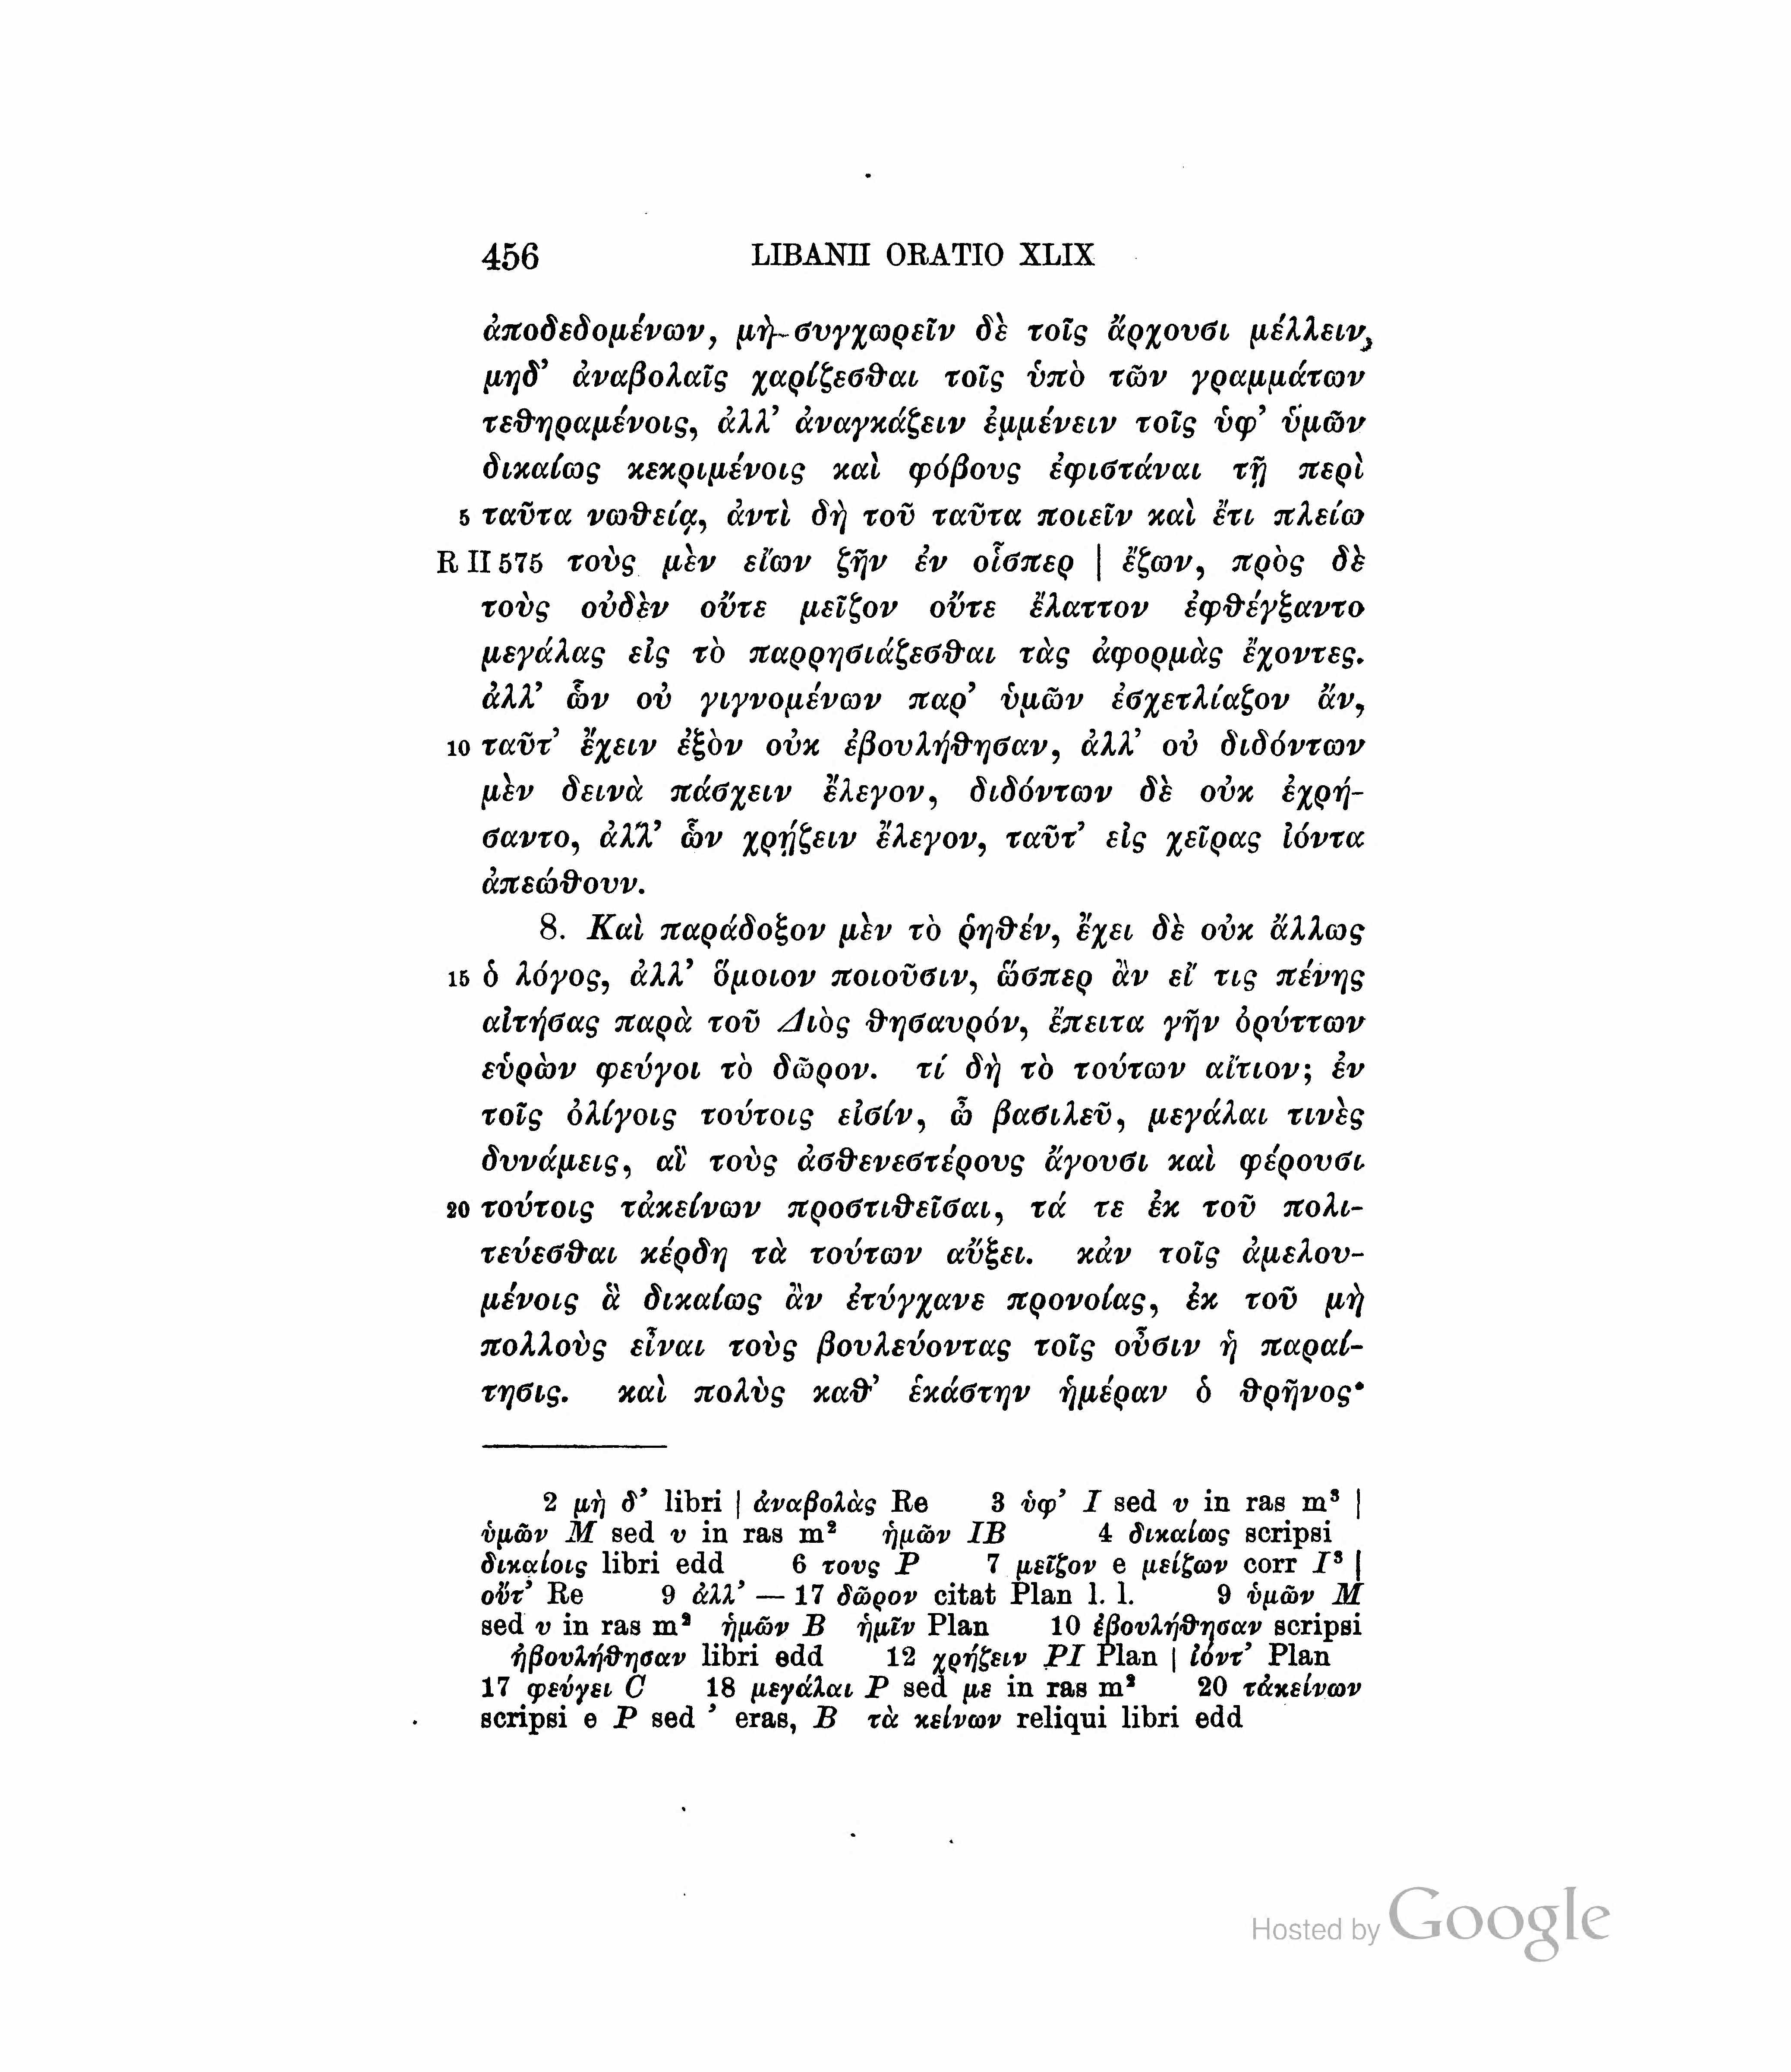 456 LIBANII ORATIO XLIX
ἀποδεδομένων, μὴ συγχωρεῖν δὲ τοῖς ἄρχουσι μέλλειν,
μηδ’ ἀναβολαῖς χαρίζεσθαι τοῖς ὑπὸ τῶν γραμμάτων
τεθηραμένοις, ἀλλ’ ἀναγκάζειν ἐμμένειν τοῖς ὑφ’ ὑμῶν
δικαίως κεκριμένοις καὶ φόβους ἐφιστάναι τῇ περὶ
5 ταῦτα νωθείᾳ, ἀντὶ δὴ τοῦ ταῦτα ποιεῖν καὶ ἔτι πλείω
R II 575 τοὺς μὲν εἴων ζῆν ἐν οἷσπερ | ἔζων, πρὸς δὲ
τοὺς οὐδὲν οὔτε μεῖζον οὔτε ἔλαττον ἐφθέγξαντο
μεγάλας εἰς τὸ παρρησιάζεσθαι τὰς ἀφορμὰς ἔχοντες.
ἀλλ’ ὧν οὐ γιγνομένων παρ’ ὑμῶν ἐσχετλίαζον ἄν,
10 ταῦτ’ ἔχειν ἐξὸν οὐκ ἐβουλήθησαν, ἀλλ’ οὐ διδόντων
μὲν δεινὰ πάσχειν ἔλεγον, διδόντων δὲ οὐκ ἐχρή-
σαντο, ἀλλ’ ὧν χρῄζειν ἔλεγον, ταῦτ’ εἰς χεῖρας ἰόντα
ἀπεώθουν.
8. Καὶ παράδοξον μὲν τὸ ῥηθέν, ἔχει δὲ οὐκ ἄλλως
15 ὁ λόγος, ἀλλ’ ὅμοιον ποιοῦσιν, ὥσπερ ἂν εἴ τις πένης
αἰτήσας παρὰ τοῦ Διὸς θησαυρόν, ἔπειτα γῆν ὀρύττων
εὑρὼν φεύγοι τὸ δῶρον. τί δὴ τὸ τούτων αἴτιον; ἐν
τοῖς ὀλίγοις τούτοις εἰσίν, ὦ βασιλεῦ, μεγάλαι τινὲς
δυνάμεις, αἳ τοὺς ἀσθενεστέρους ἄγουσι καὶ φέρουσι
20 τούτοις τἀκείνων προστιθεῖσαι, τά τε ἐκ τοῦ πολι-
τεύεσθαι κέρδη τὰ τούτων αὔξει. κἀν τοῖς ἀμελου-
μένοις ἃ δικαίως ἂν ἐτύγχανε προνοίας, ἐκ τοῦ μὴ
πολλοὺς εἶναι τοὺς βουλεύοντας τοῖς οὖσιν ἡ παραί-
τησις. καὶ πολὺς καθ’ ἑκάστην ἡμέραν ὁ θρῆνος·
2 μὴ δ’ libri | ἀναβολὰς Re 3 ὑφ’ I sed υ in ras m³ |
ὑμῶν M sed υ in ras m² ἡμῶν IB 4 δικαίως scripsi
δικαίοις libri edd 6 τους P 7 μεῖζον e μείζων corr I³ |
οὔτ’ Re 9 ἀλλ’ — 17 δῶρον citat Plan l. l. 9 ὑμῶν M
sed υ in ras m² ἡμῶν B ἡμῖν Plan 10 ἐβουλήθησαν scripsi
ἠβουλήθησαν libri edd 12 χρήζειν PI Plan | ἰόντ’ Plan
17 φεύγει C 18 μεγάλαι P sed με in ras m² 20 τἀκείνων
scripsi e P sed ’ eras, B τὰ κείνων reliqui libri edd
Hosted by Google